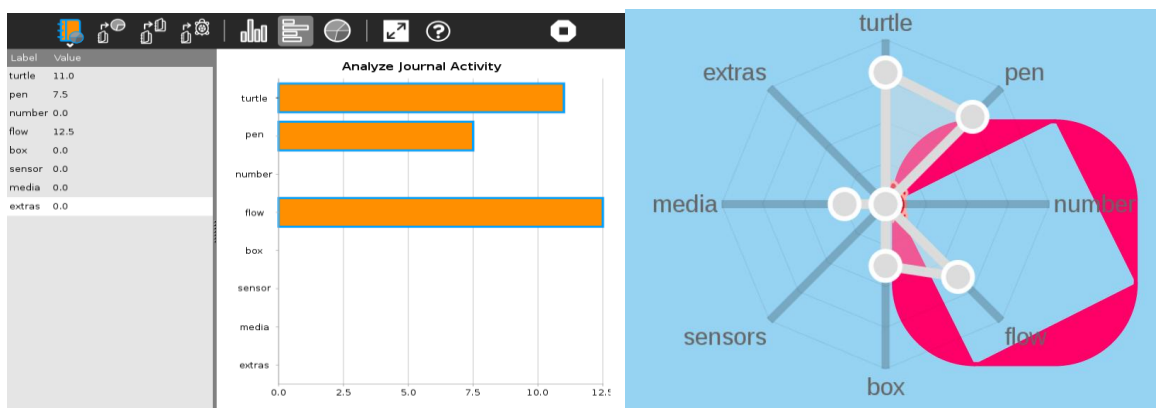 Label Value
turtle 11.0
pen 7.5
number 0.0
flow 12.5
box 0.0
sensor 0.0
media 0.0
extras 0.0
Analyze Journal Activity
turtle
pen
number
flow
box
sensor
media
extras
0.0 2.5 5.0 7.5 10.0 12.5
turtle
extras pen
media number
sensors flow
box